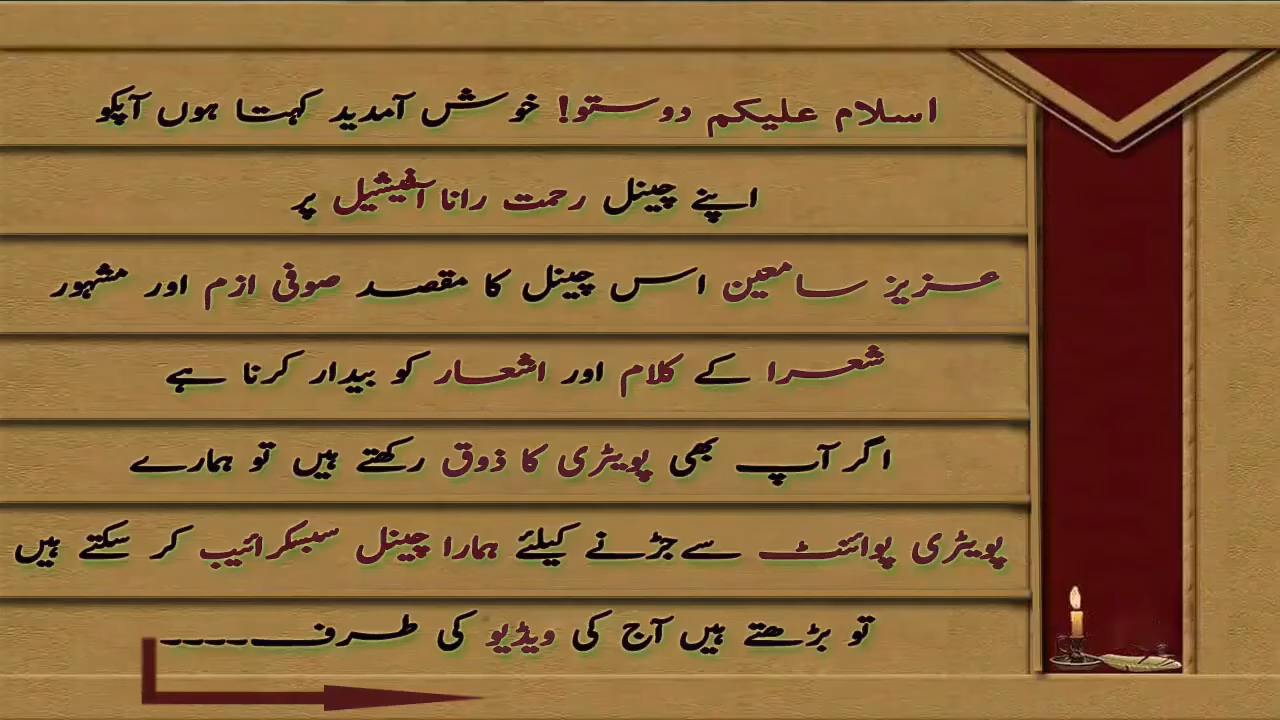 اسلام علیکم دوستو! خوش آمدید کہتا ہوں آپکو
اپنے چینل رحمت رانا آفیشیل پر
عزیز سامعین اس چینل کا مقصد صوفی ازم اور مشہور
شعرا کے کلام اور اشعار کو بیدار کرنا ہے
اگر آپ بھی پویٹری کا ذوق رکھتے ہیں تو ہمارے
پویٹری پوائنٹ سے جڑنے کیلئے ہمارا چینل سبسکرائیب کر سکتے ہیں
تو بڑھتے ہیں آج کی ویڈیو کی طرف۔۔۔۔